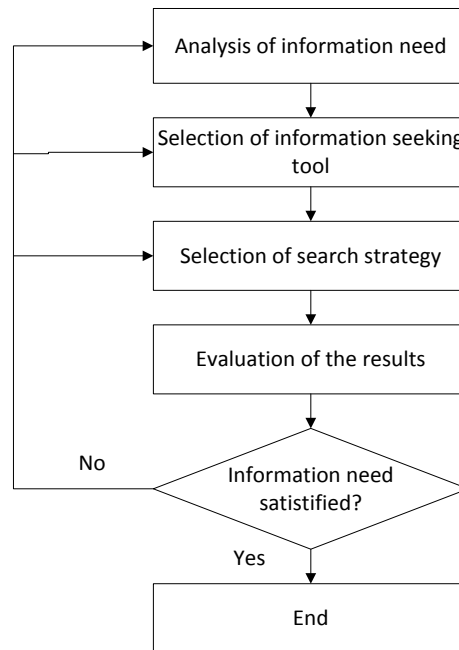 Analysis of information need
Selection of information seeking
tool
Selection of search strategy
Evaluation of the results
No
Information need
satistified?
Yes
End